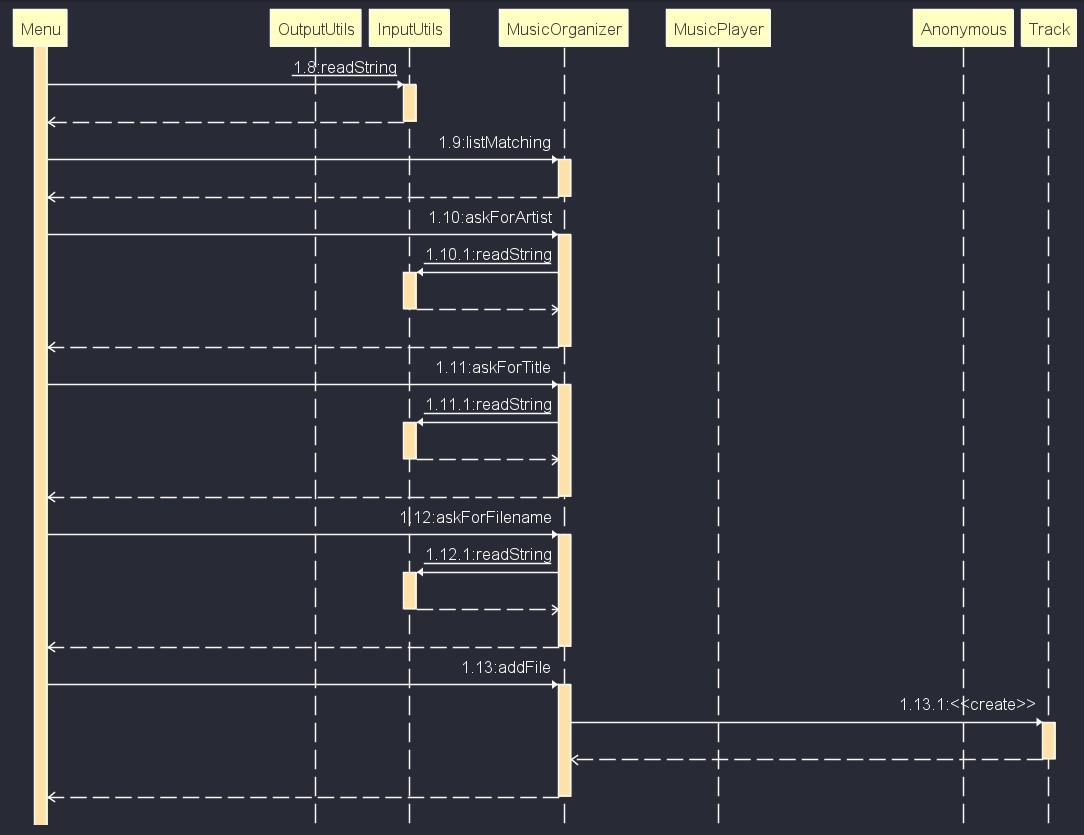 Menu
OutputUtils
InputUtils
MusicOrganizer
MusicPlayer
Anonymous
Track
1.8:readString
1.9:listMatching
1.10:askForArtist
1.10.1:readString
1.11:askForTitle
1.11.1:readString
1.12:askForFilename
1.12.1:readString
1.13:addFile
1.13.1:<<create>>